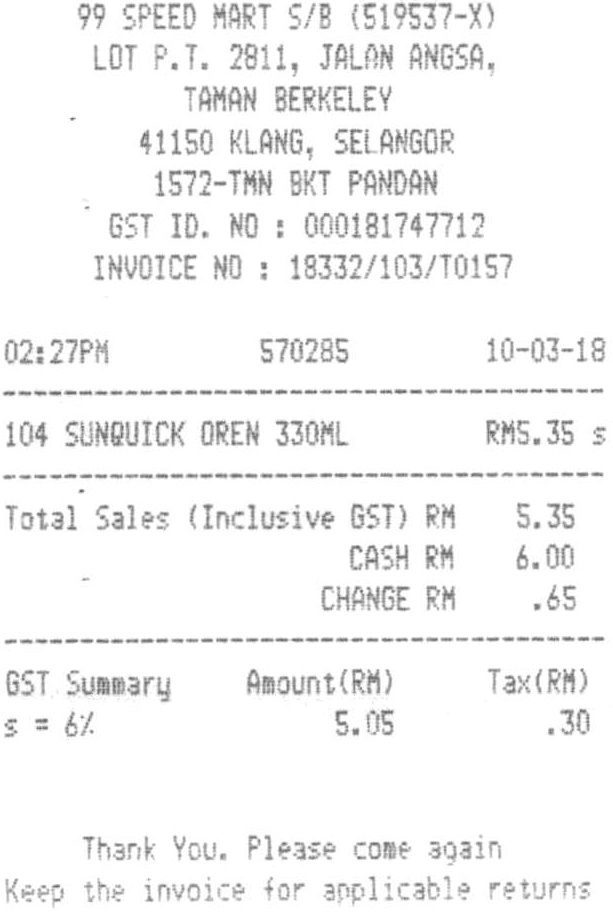 99 SPEED MART S/B (519537-X)
LOT P.T. 2811, JALAN ANGSA,
TAMAN BERKELEY
41150 KLANG, SELANGOR
1572-TMN BKT PANDAN
GST ID. NO : 000181747712
INVOICE NO : 18332/103/T0157
02:27PM 570285 10-03-18
104 SUNQUICK OREN 330ML RM5.35 s
Total Sales (Inclusive GST) RM 5.35
CASH RM 6.00
CHANGE RM .65
GST Summary Amount(RM) Tax(RM)
s = 6% 5.05 .30
Thank You. Please come again
Keep the invoice for applicable returns